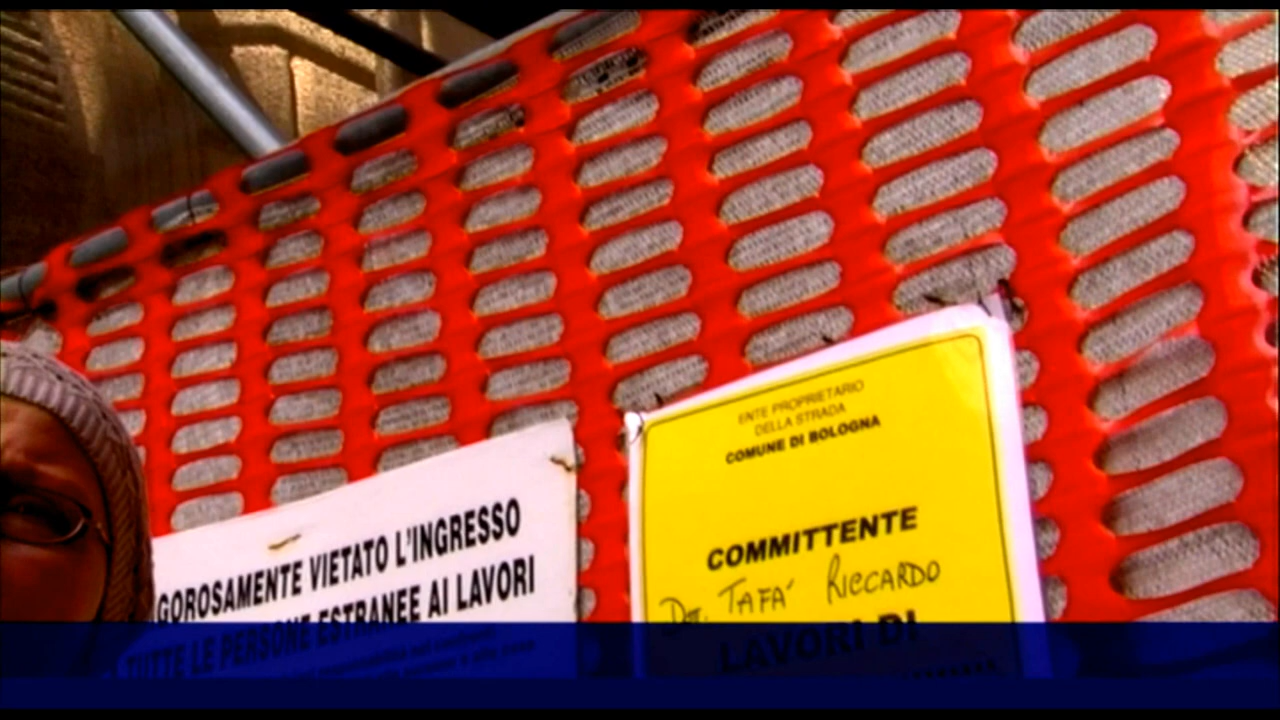 GOROSAMENTE VIETATO L'INGRESSO
TUTTE LE PERSONE ESTRANEE AI LAVORI
ENTE PROPRIETARIO
DELLA STRADA
COMUNE DI BOLOGNA
COMMITTENTE
Dott. TAFA' RICCARDO
LAVORI DI